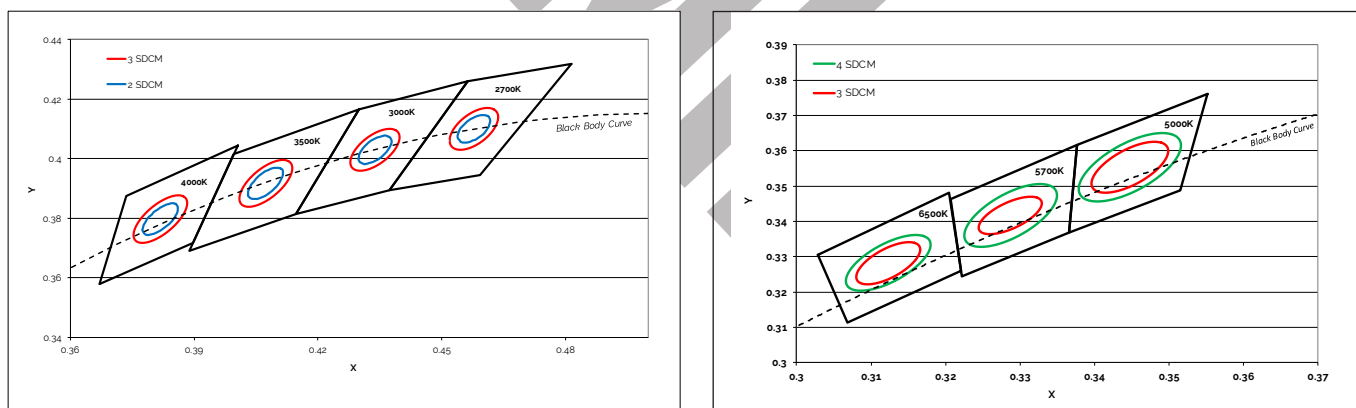 0.44
3 SDCM
2 SDCM
2700K
0.42
3000K
Black Body Curve
3500K
0.4
4000K
Y
0.38
0.36
0.34
0.36
0.39
0.42
0.45
0.48
X
0.39
4 SDCM
0.38
3 SDCM
0.37
5000K
Black Body Curve
0.36
5700K
0.35
Y
6500K
0.34
0.33
0.32
0.31
0.3
0.3
0.31
0.32
0.33
0.34
0.35
0.36
0.37
X